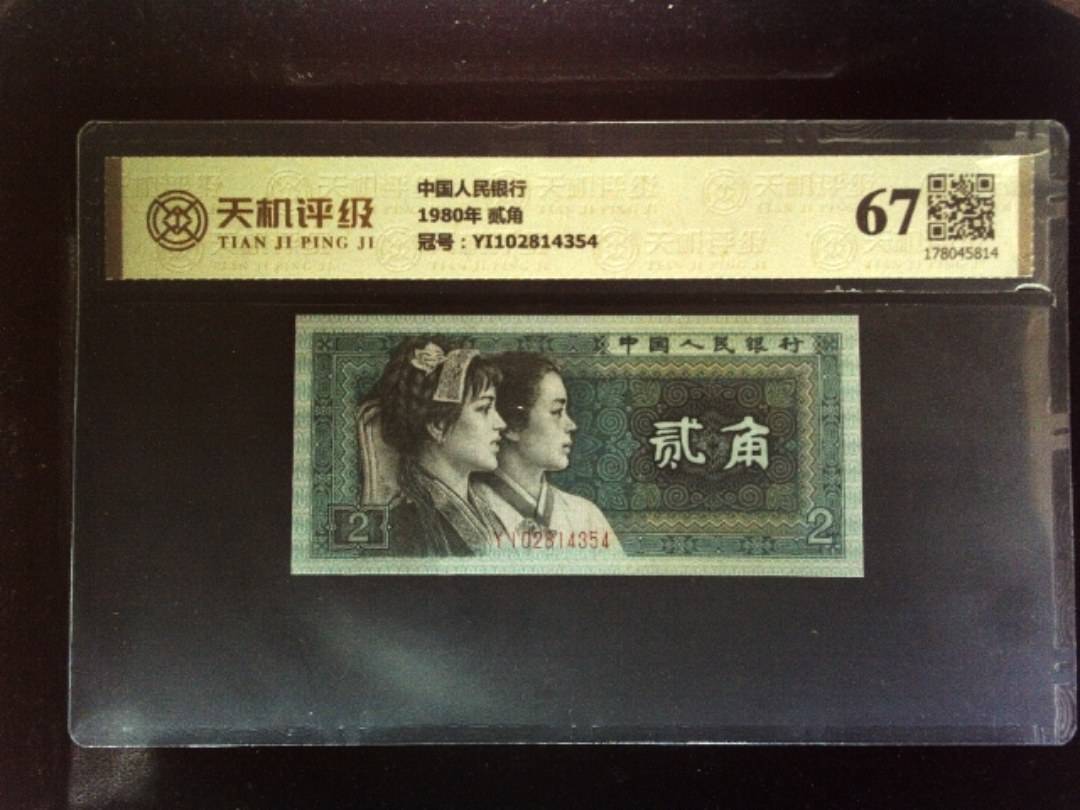 天机评级
TIAN JI PING JI
中国人民银行
1980年 贰角
冠号：YI102814354
67
178045814
中国人民银行
贰角
2
2
YI02814354